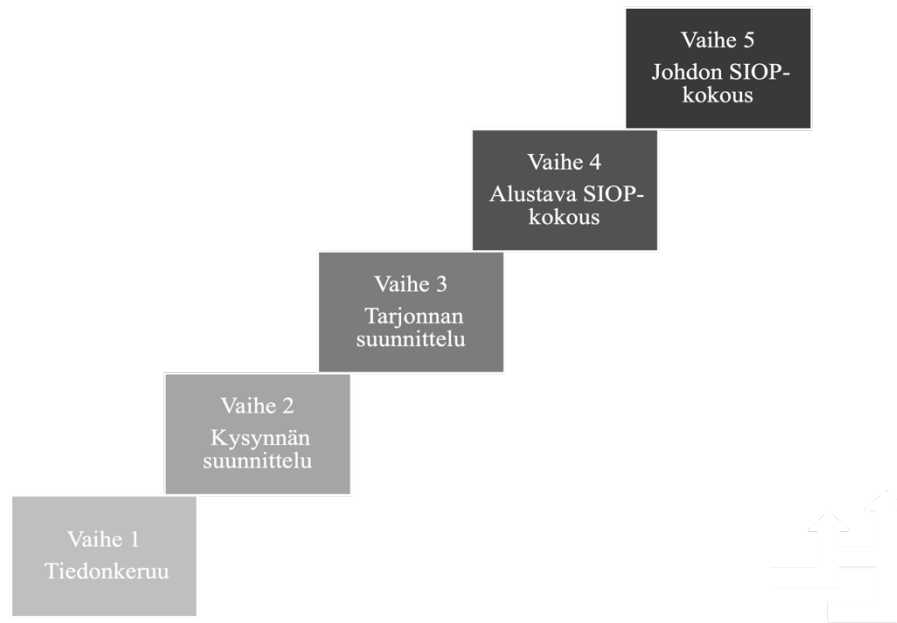 Vaihe 5
Johdon SIOP-
kokous
Vaihe 4
Alustava SIOP-
kokous
Vaihe 3
Tarjonnan
suunnittelu
Vaihe 2
Kysynnän
suunnittelu
Vaihe 1
Tiedonkeruu